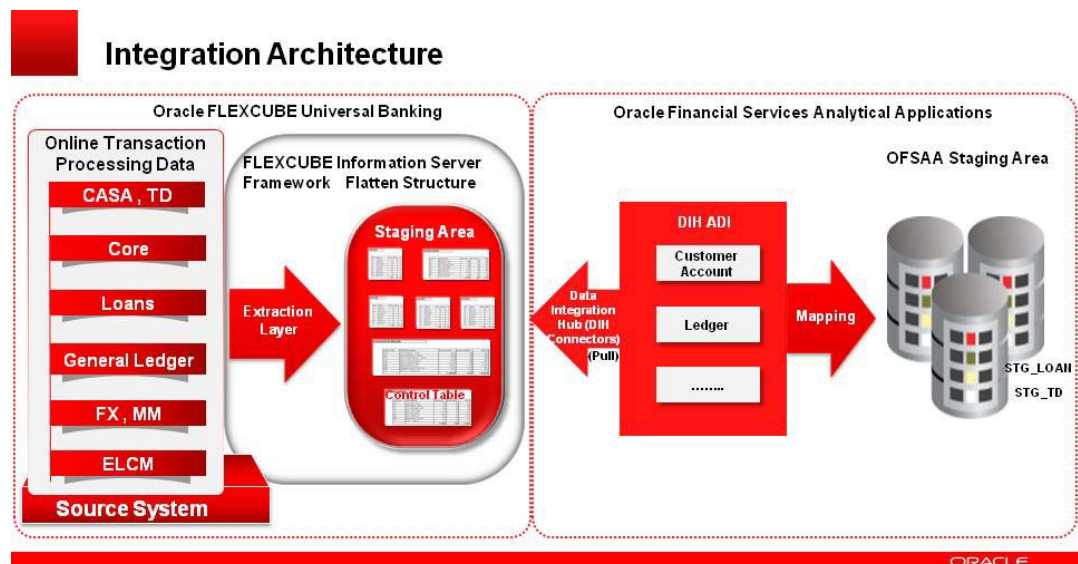 Integration Architecture
Oracle FLEXCUBE Universal Banking
Online Transaction
Processing Data
CASA , TD
Core
Loans
General Ledger
FX , MM
ELCM
Source System
Extraction
Layer
FLEXCUBE Information Server
Framework Flatten Structure
Staging Area
Control Table
Oracle Financial Services Analytical Applications
Data
Integration
Hub (DIH
Connectors)
(Pull)
DIH ADI
Customer
Account
Ledger
........
Mapping
OFSAA Staging Area
STG_LOAN
STG_TD
ORACLE